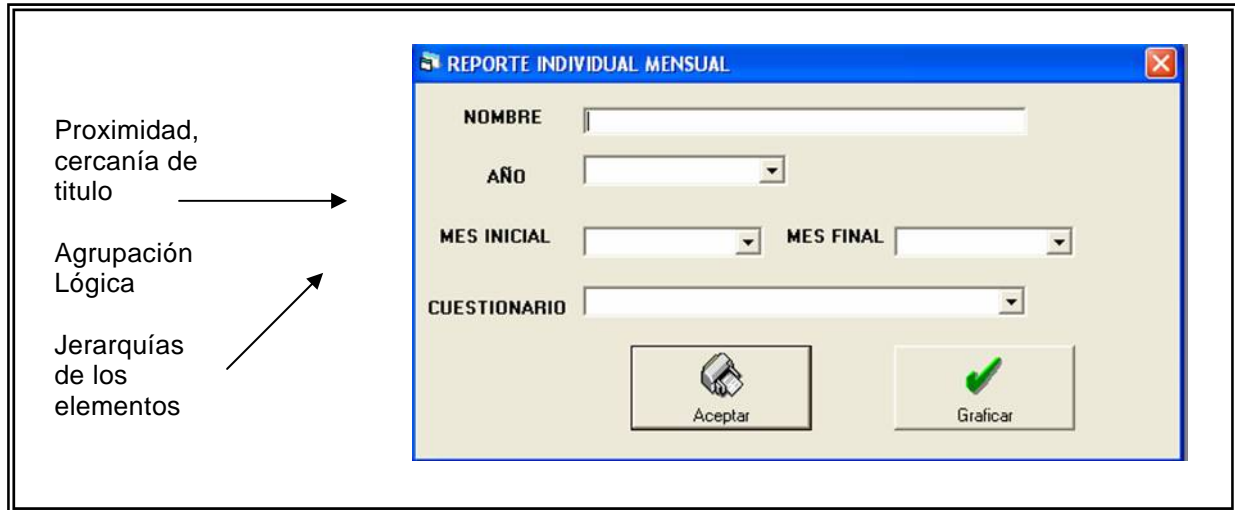 REPORTE INDIVIDUAL MENSUAL
Proximidad,
cercanía de
titulo
Agrupación
Lógica
Jerarquías
de los
elementos
NOMBRE
AÑO
MES INICIAL MES FINAL
CUESTIONARIO
Aceptar Graficar